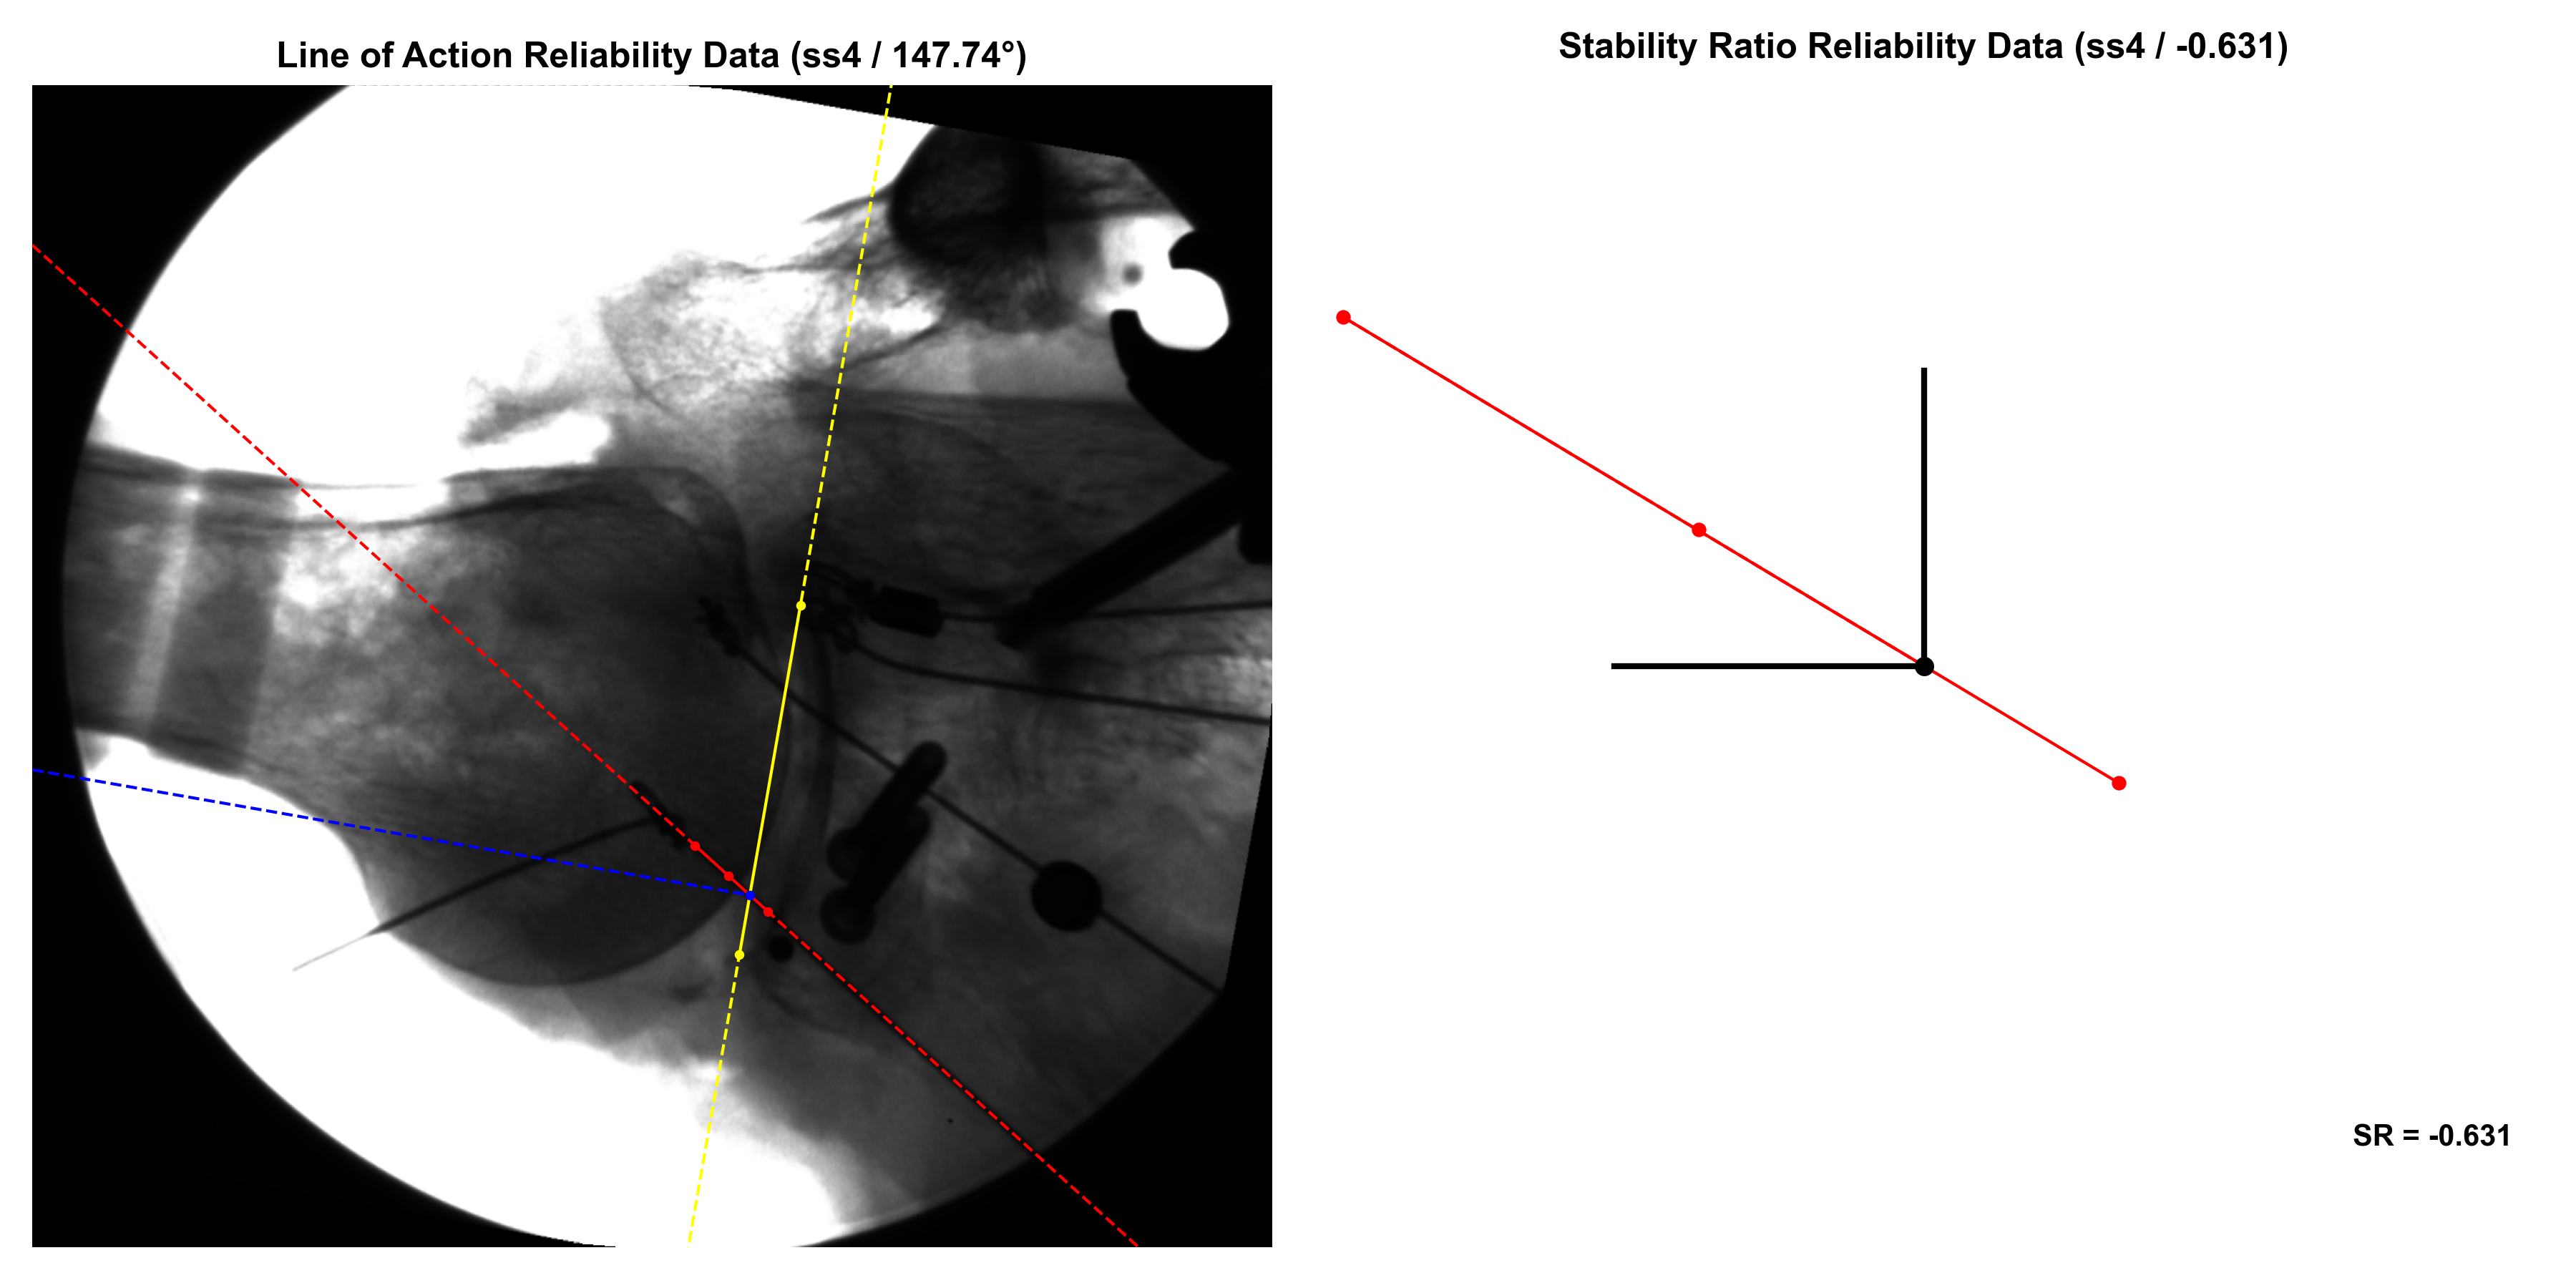 Line of Action Reliability Data (ss4 / 147.74°)
Stability Ratio Reliability Data (ss4 / -0.631)
SR = -0.631